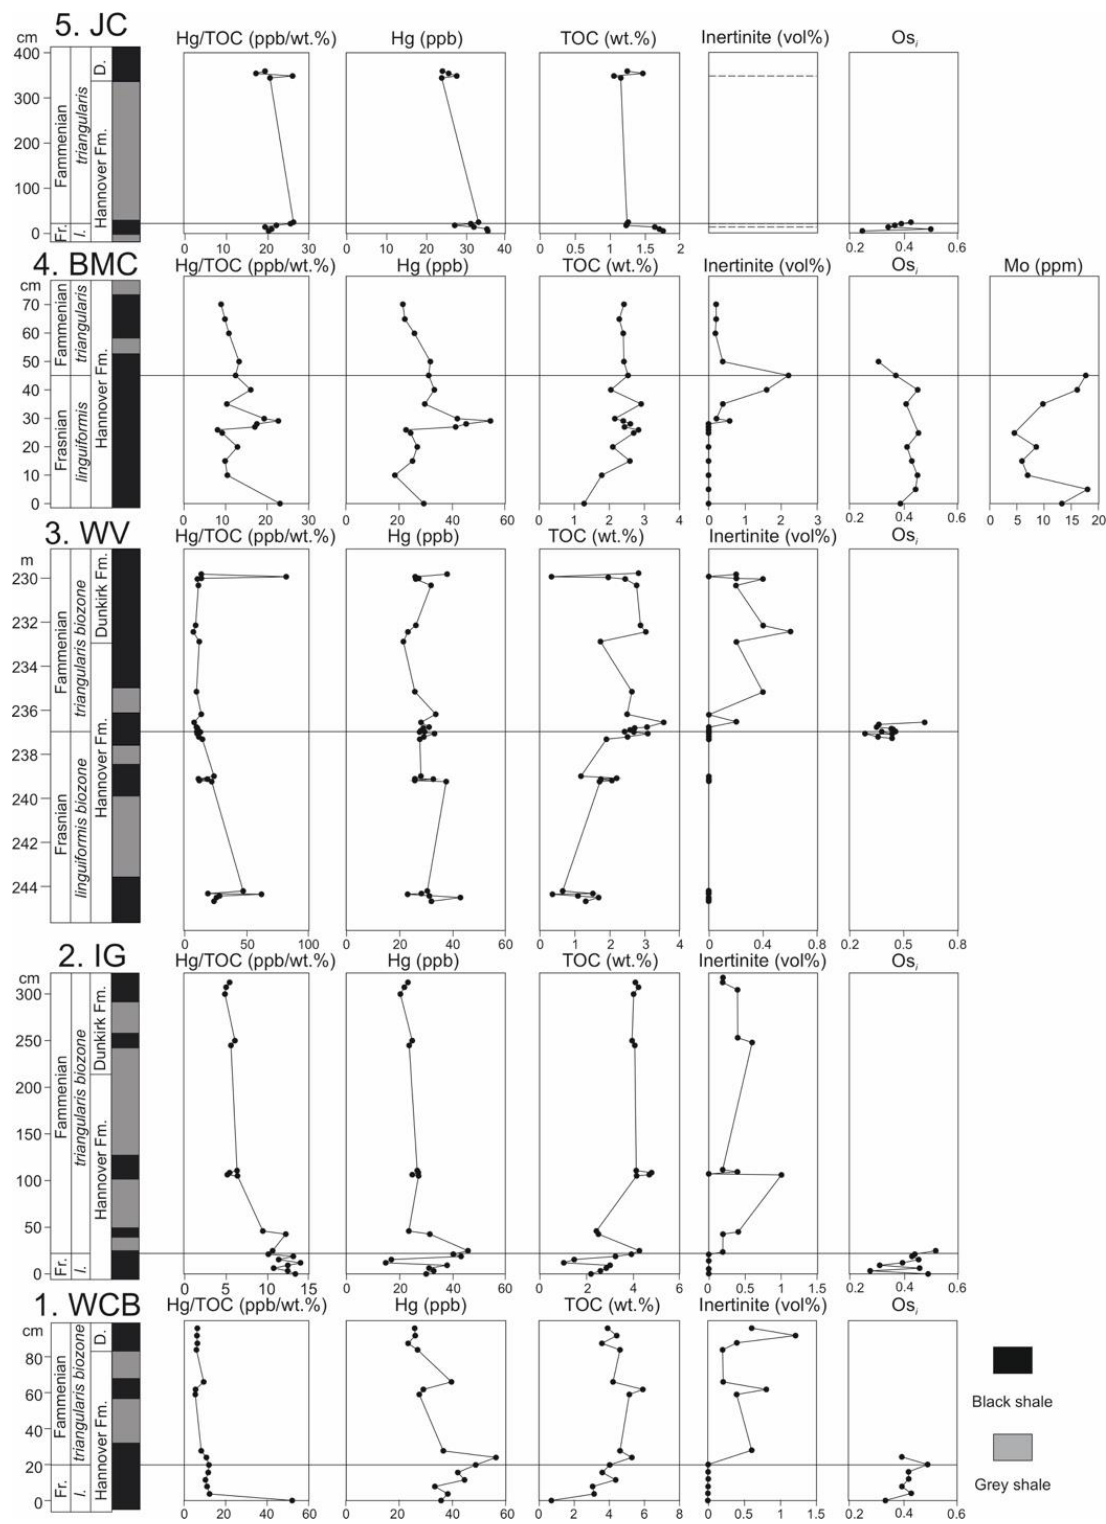 5. JC
cm
Hg/TOC (ppb/wt.%)
Hg (ppb)
TOC (wt.%)
Inertinite (vol%)
Osi
400
300
200
100
0
Fammenian
Fr.
triangularis
l.
D.
Hannover Fm.
0 10 20 30
0 10 20 30 40
0 0.5 1.0 1.5 2
0 0.2 0.4 0.6
4. BMC
cm
Hg/TOC (ppb/wt.%)
Hg (ppb)
TOC (wt.%)
Inertinite (vol%)
Osi
Mo (ppm)
70
60
50
40
30
20
10
0
Fammenian
Frasnian
triangularis
linguiformis
Hannover Fm.
0 10 20 30
0 20 40 60
0 1 2 3 4
0 1 2 3
0.2 0.4 0.6
0 5 10 15 20
3. WV
m
Hg/TOC (ppb/wt.%)
Hg (ppb)
TOC (wt.%)
Inertinite (vol%)
Osi
230
232
234
236
238
240
242
244
Fammenian
Frasnian
triangularis biozone
linguiformis biozone
Dunkirk Fm.
Hannover Fm.
0 50 100
0 20 40 60
0 1 2 3 4
0 0.4 0.8
0.2 0.6 0.8
2. IG
cm
Hg/TOC (ppb/wt.%)
Hg (ppb)
TOC (wt.%)
Inertinite (vol%)
Osi
300
250
200
150
100
50
0
Fammenian
Fr.
triangularis biozone
l.
Dunkirk Fm.
Hannover Fm.
0 5 10 15
0 20 40 60
0 2 4 6
0 0.5 1.0 1.5
0 0.2 0.4 0.6
1. WCB
cm
Hg/TOC (ppb/wt.%)
Hg (ppb)
TOC (wt.%)
Inertinite (vol%)
Osi
80
60
40
20
0
Fammenian
Fr.
triangularis biozone
l.
D.
Hannover Fm.
0 20 40 60
0 20 40 60
0 2 4 6 8
0 0.5 1 1.5
0 0.2 0.4 0.6
Black shale
Grey shale